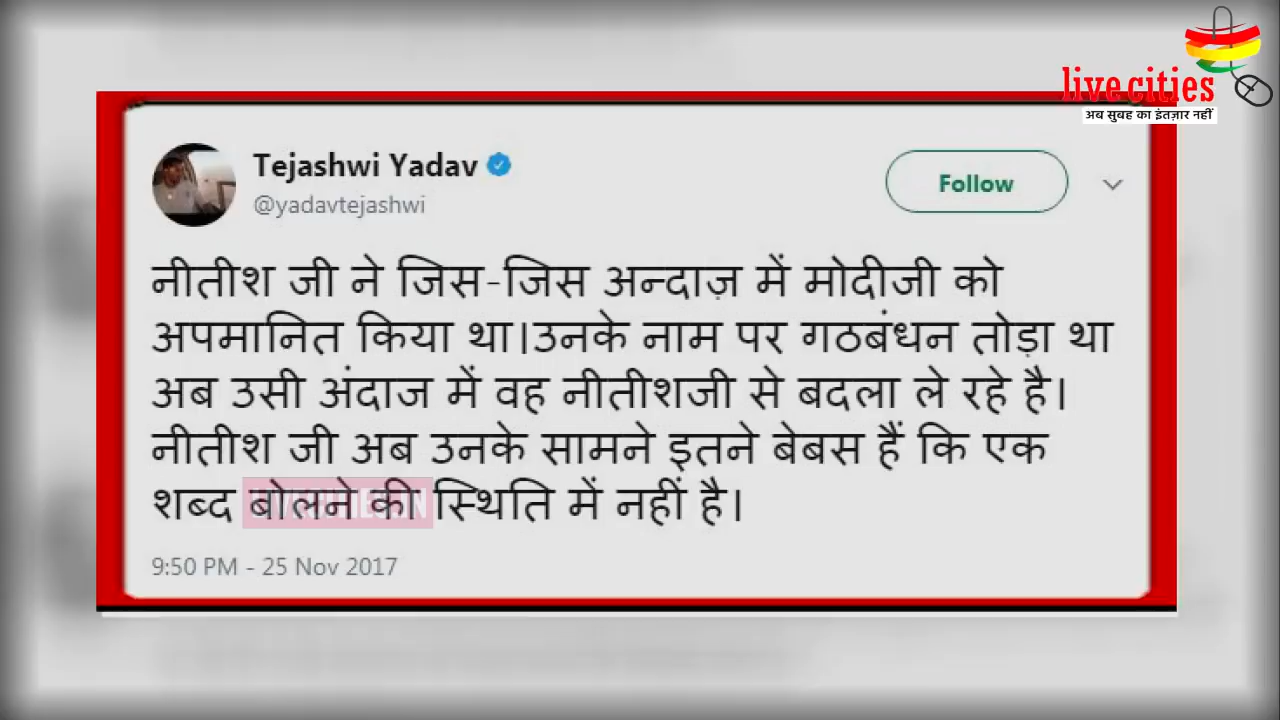 live cities
अब सुबह का इंतज़ार नहीं
Tejashwi Yadav
@yadavtejashwi
Follow
नीतीश जी ने जिस-जिस अन्दाज़ में मोदीजी को
अपमानित किया था।उनके नाम पर गठबंधन तोड़ा था
अब उसी अंदाज में वह नीतीशजी से बदला ले रहे है।
नीतीश जी अब उनके सामने इतने बेबस हैं कि एक
शब्द बोलने की स्थिति में नहीं है।
9:50 PM - 25 Nov 2017